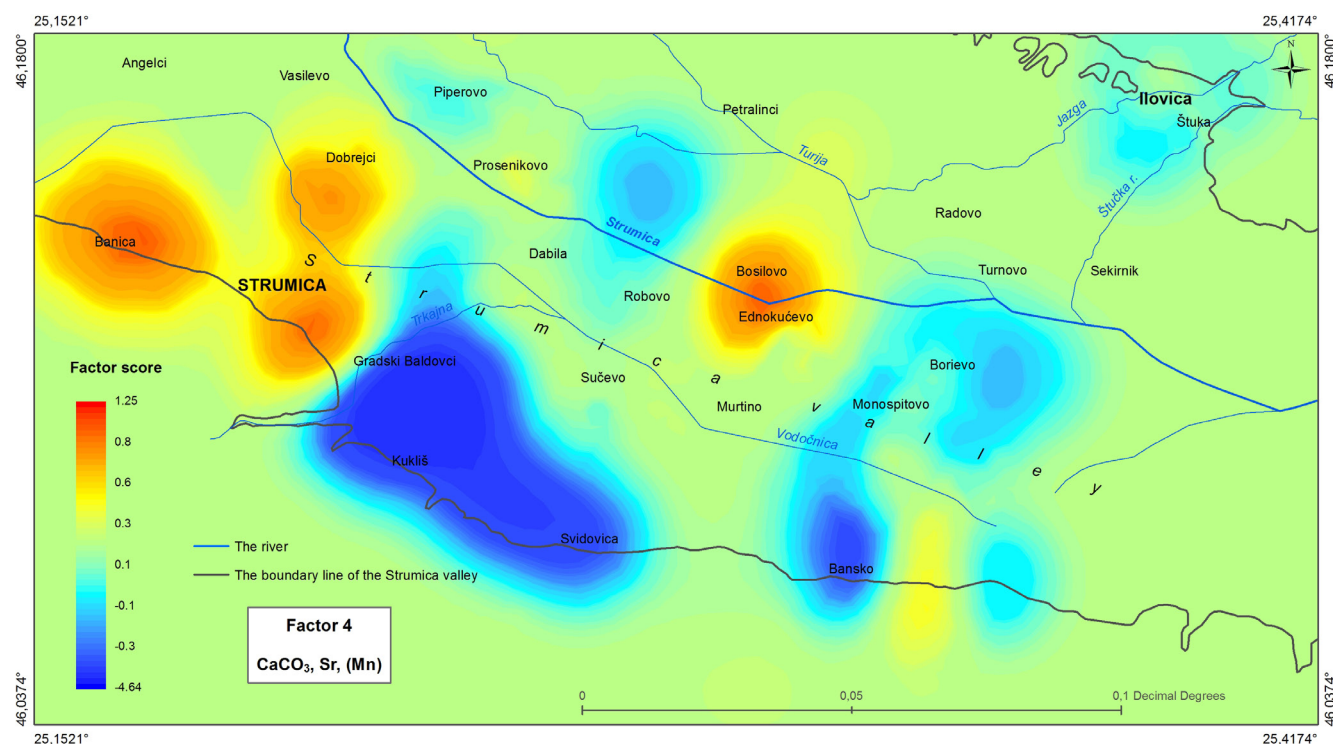 25,1521°
25,4174°
46,1800°
46,1800°
N
Angelci
Vasilevo
Piperovo
Petralinci
Ilovica
Jazga
Štuka
Dobrejci
Prosenikovo
Turija
Štučka r.
Radovo
Banica
Strumica
Dabila
STRUMICA
Bosilovo
Turnovo
Sekirnik
Robovo
Ednokućevo
Trkajna
Strumica valley
Gradski Baldovci
Sučevo
Borievo
Murtino
Monospitovo
Vodočnica
Kukliš
Svidovica
Bansko
Factor score
1.25
0.8
0.6
0.3
0.1
-0.1
-0.3
-4.64
The river
The boundary line of the Strumica valley
Factor 4
CaCO₃, Sr, (Mn)
0
0,05
0,1 Decimal Degrees
46,0374°
46,0374°
25,1521°
25,4174°